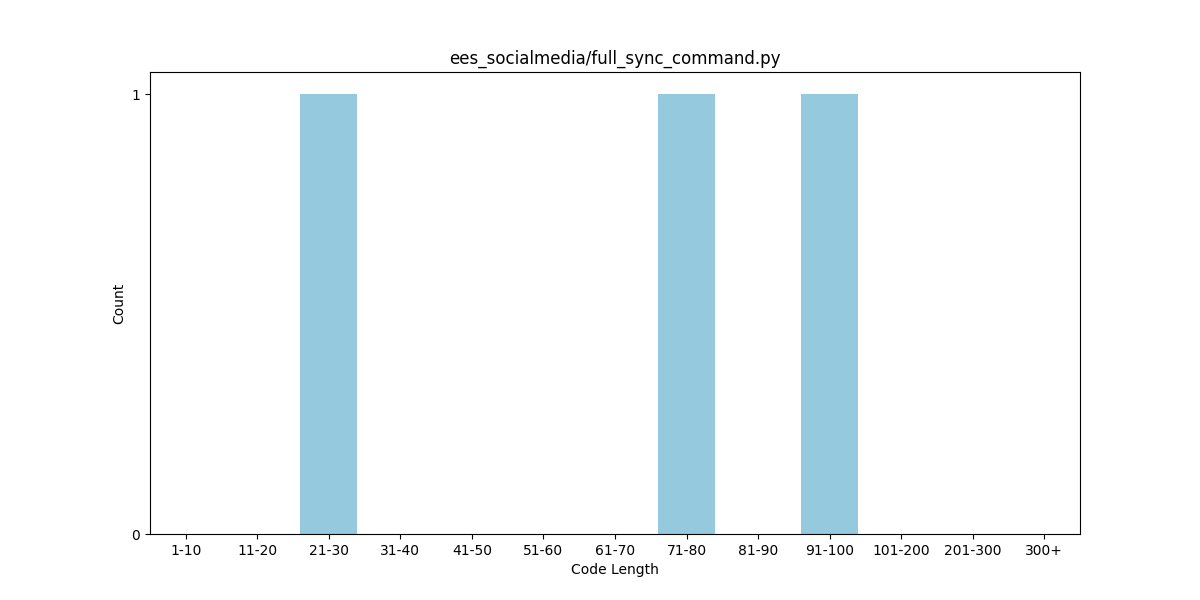 ees_socialmedia/full_sync_command.py
Count
1
0
1-10 11-20 21-30 31-40 41-50 51-60 61-70 71-80 81-90 91-100 101-200 201-300 300+
Code Length